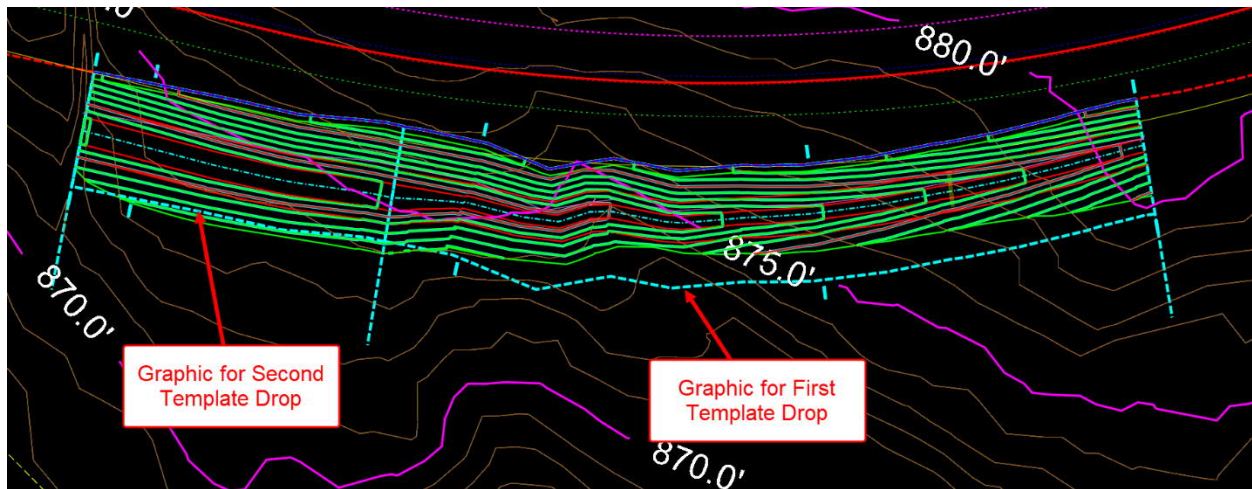 880.0'
875.0'
870.0'
Graphic for Second
Template Drop
Graphic for First
Template Drop
870.0'